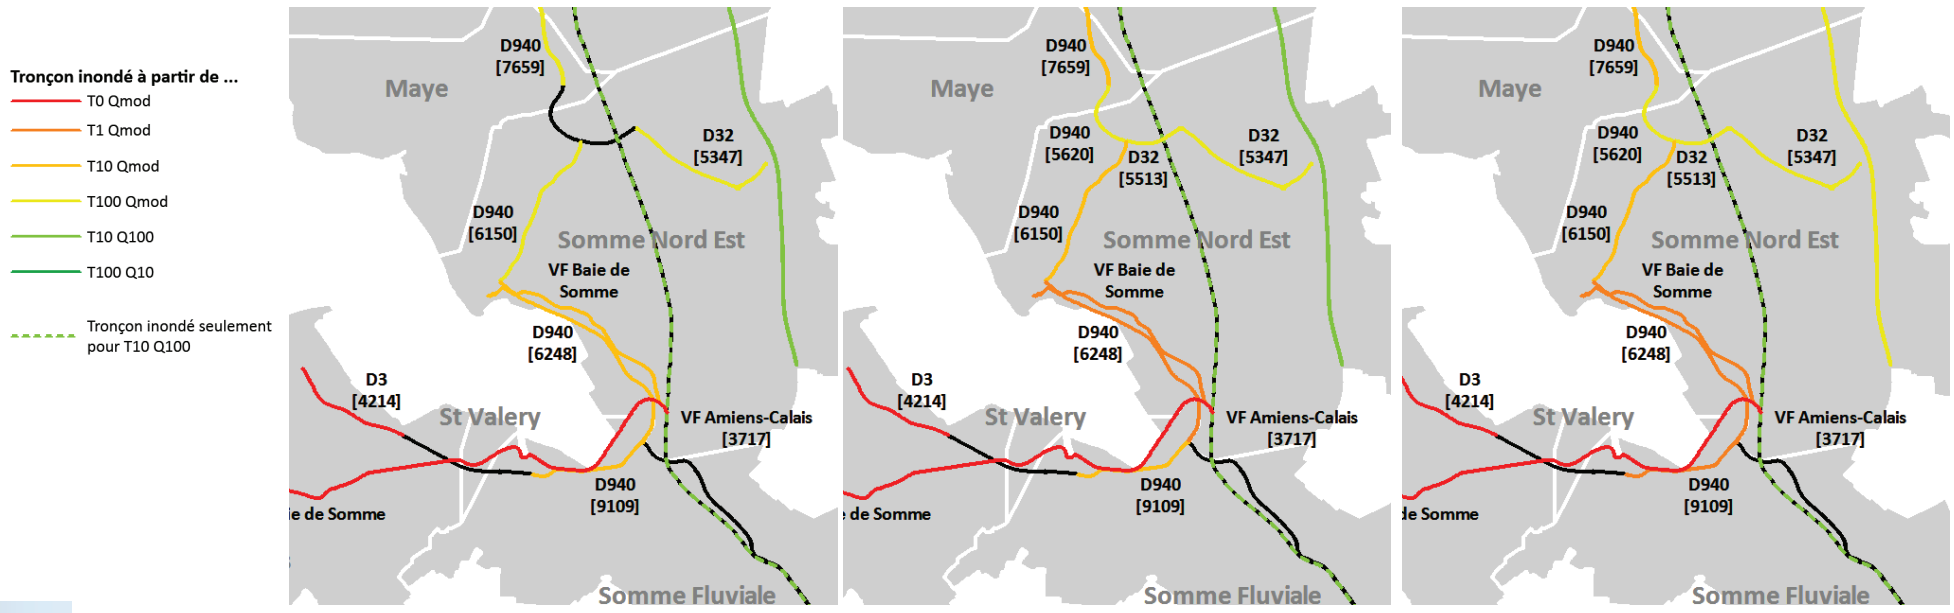 Tronçon inondé à partir de ...
T0 Qmod
T1 Qmod
T10 Qmod
T100 Qmod
T10 Q100
T100 Q10
Tronçon inondé seulement
pour T10 Q100
D940
[7659]
Maye
D32
[5347]
D940
[6150]
Somme Nord Est
VF Baie de
Somme
D940
[6248]
D3
[4214]
St Valery
VF Amiens-Calais
[3717]
D940
[9109]
ie de Somme
Somme Fluviale
D940
[7659]
Maye
D940
[5620]
D32
[5513]
D32
[5347]
D940
[6150]
Somme Nord Est
VF Baie de
Somme
D940
[6248]
D3
[4214]
St Valery
VF Amiens-Calais
[3717]
D940
[9109]
e de Somme
Somme Fluviale
D940
[7659]
Maye
D940
[5620]
D32
[5513]
D32
[5347]
D940
[6150]
Somme Nord Est
VF Baie de
Somme
D940
[6248]
D3
[4214]
St Valery
VF Amiens-Calais
[3717]
D940
[9109]
de Somme
Somme Fluviale